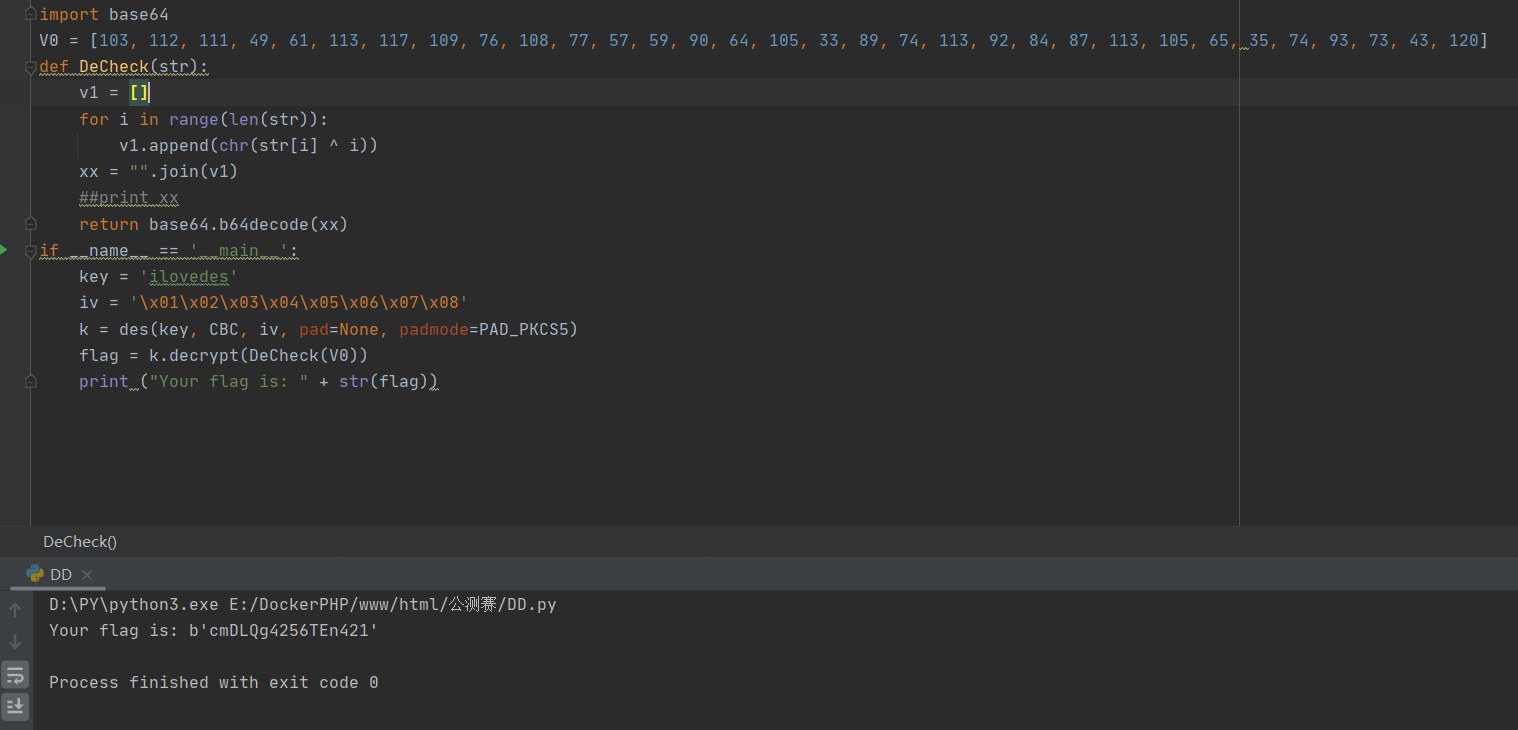 import base64
V0 = [103, 112, 111, 49, 61, 113, 117, 109, 76, 108, 77, 57, 59, 90, 64, 105, 33, 89, 74, 113, 92, 84, 87, 113, 105, 65, 35, 74, 93, 73, 43, 120]
def DeCheck(str):
    v1 = []
    for i in range(len(str)):
        v1.append(chr(str[i] ^ i))
    xx = "".join(v1)
    ##print xx
    return base64.b64decode(xx)
if __name__ == '__main__':
    key = 'ilovedes'
    iv = '\x01\x02\x03\x04\x05\x06\x07\x08'
    k = des(key, CBC, iv, pad=None, padmode=PAD_PKCS5)
    flag = k.decrypt(DeCheck(V0))
    print ("Your flag is: " + str(flag))
DeCheck()
DD
D:\PY\python3.exe E:/DockerPHP/www/html/公测赛/DD.py
Your flag is: b'cmDLQg4256TEn421'
Process finished with exit code 0